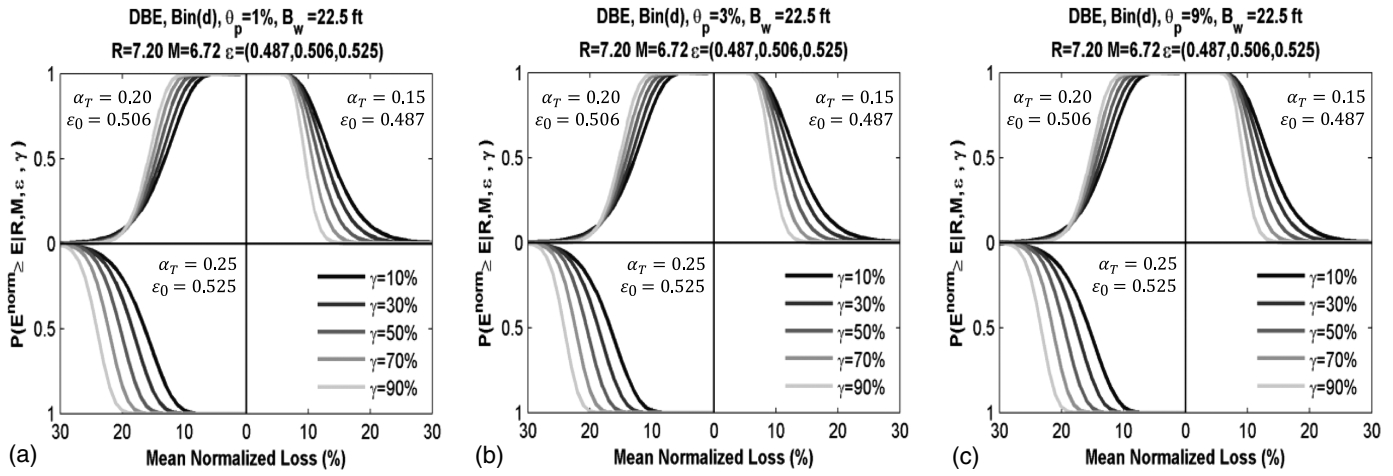 DBE, Bin(d), θp=1%, Bw=22.5 ft
R=7.20 M=6.72 ε=(0.487,0.506,0.525)
P(E^norm ≥ E|R,M,ε,γ)
1
0.5
0
0.5
1
αT = 0.20
ε0 = 0.506
αT = 0.15
ε0 = 0.487
αT = 0.25
ε0 = 0.525
γ=10%
γ=30%
γ=50%
γ=70%
γ=90%
30 20 10 0 10 20 30
(a) Mean Normalized Loss (%)
DBE, Bin(d), θp=3%, Bw=22.5 ft
R=7.20 M=6.72 ε=(0.487,0.506,0.525)
P(E^norm ≥ E|R,M,ε,γ)
1
0.5
0
0.5
1
αT = 0.20
ε0 = 0.506
αT = 0.15
ε0 = 0.487
αT = 0.25
ε0 = 0.525
γ=10%
γ=30%
γ=50%
γ=70%
γ=90%
30 20 10 0 10 20 30
(b) Mean Normalized Loss (%)
DBE, Bin(d), θp=9%, Bw=22.5 ft
R=7.20 M=6.72 ε=(0.487,0.506,0.525)
P(E^norm ≥ E|R,M,ε,γ)
1
0.5
0
0.5
1
αT = 0.20
ε0 = 0.506
αT = 0.15
ε0 = 0.487
αT = 0.25
ε0 = 0.525
γ=10%
γ=30%
γ=50%
γ=70%
γ=90%
30 20 10 0 10 20 30
(c) Mean Normalized Loss (%)